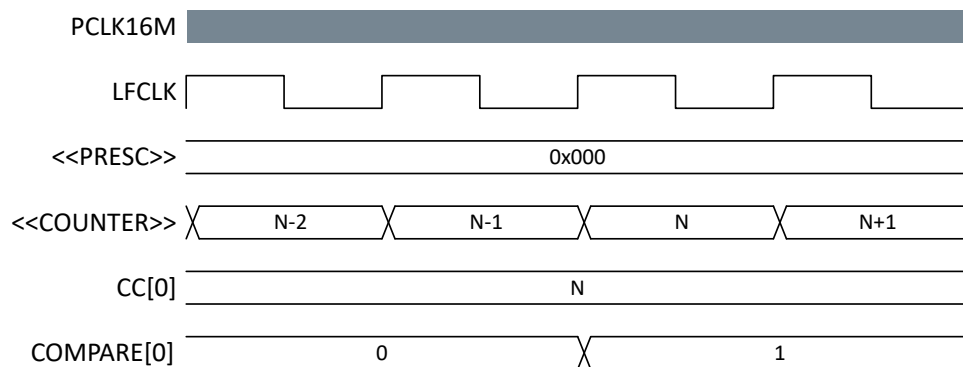 PCLK16M
LFCLK
<<PRESC>> 0x000
<<COUNTER>> N-2 N-1 N N+1
CC[0] N
COMPARE[0] 0 1